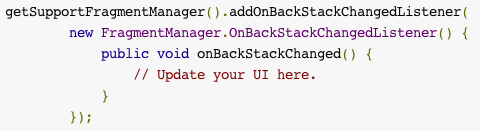 getSupportFragmentManager().addOnBackStackChangedListener(
        new FragmentManager.OnBackStackChangedListener() {
            public void onBackStackChanged() {
                // Update your UI here.
            }
        });